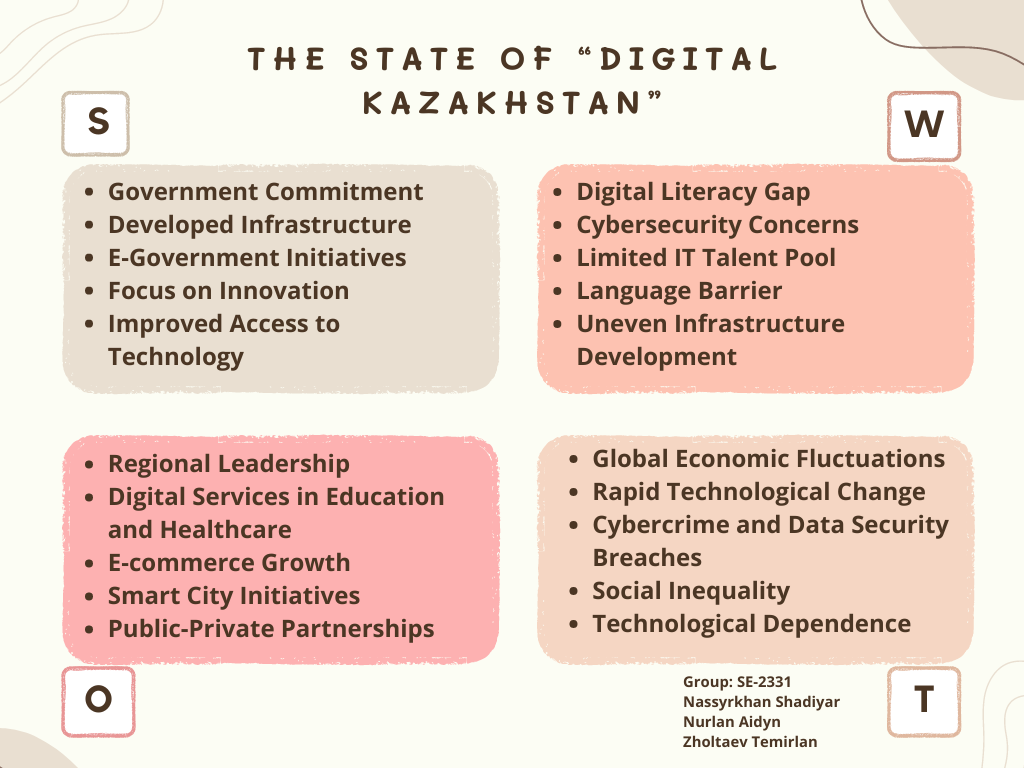 THE STATE OF “DIGITAL
KAZAKHSTAN”
S
W
• Government Commitment
• Developed Infrastructure
• E-Government Initiatives
• Focus on Innovation
• Improved Access to
Technology
• Digital Literacy Gap
• Cybersecurity Concerns
• Limited IT Talent Pool
• Language Barrier
• Uneven Infrastructure
Development
• Regional Leadership
• Digital Services in Education
and Healthcare
• E-commerce Growth
• Smart City Initiatives
• Public-Private Partnerships
• Global Economic Fluctuations
• Rapid Technological Change
• Cybercrime and Data Security
Breaches
• Social Inequality
• Technological Dependence
O
T
Group: SE-2331
Nassyrkhan Shadiyar
Nurlan Aidyn
Zholtaev Temirlan